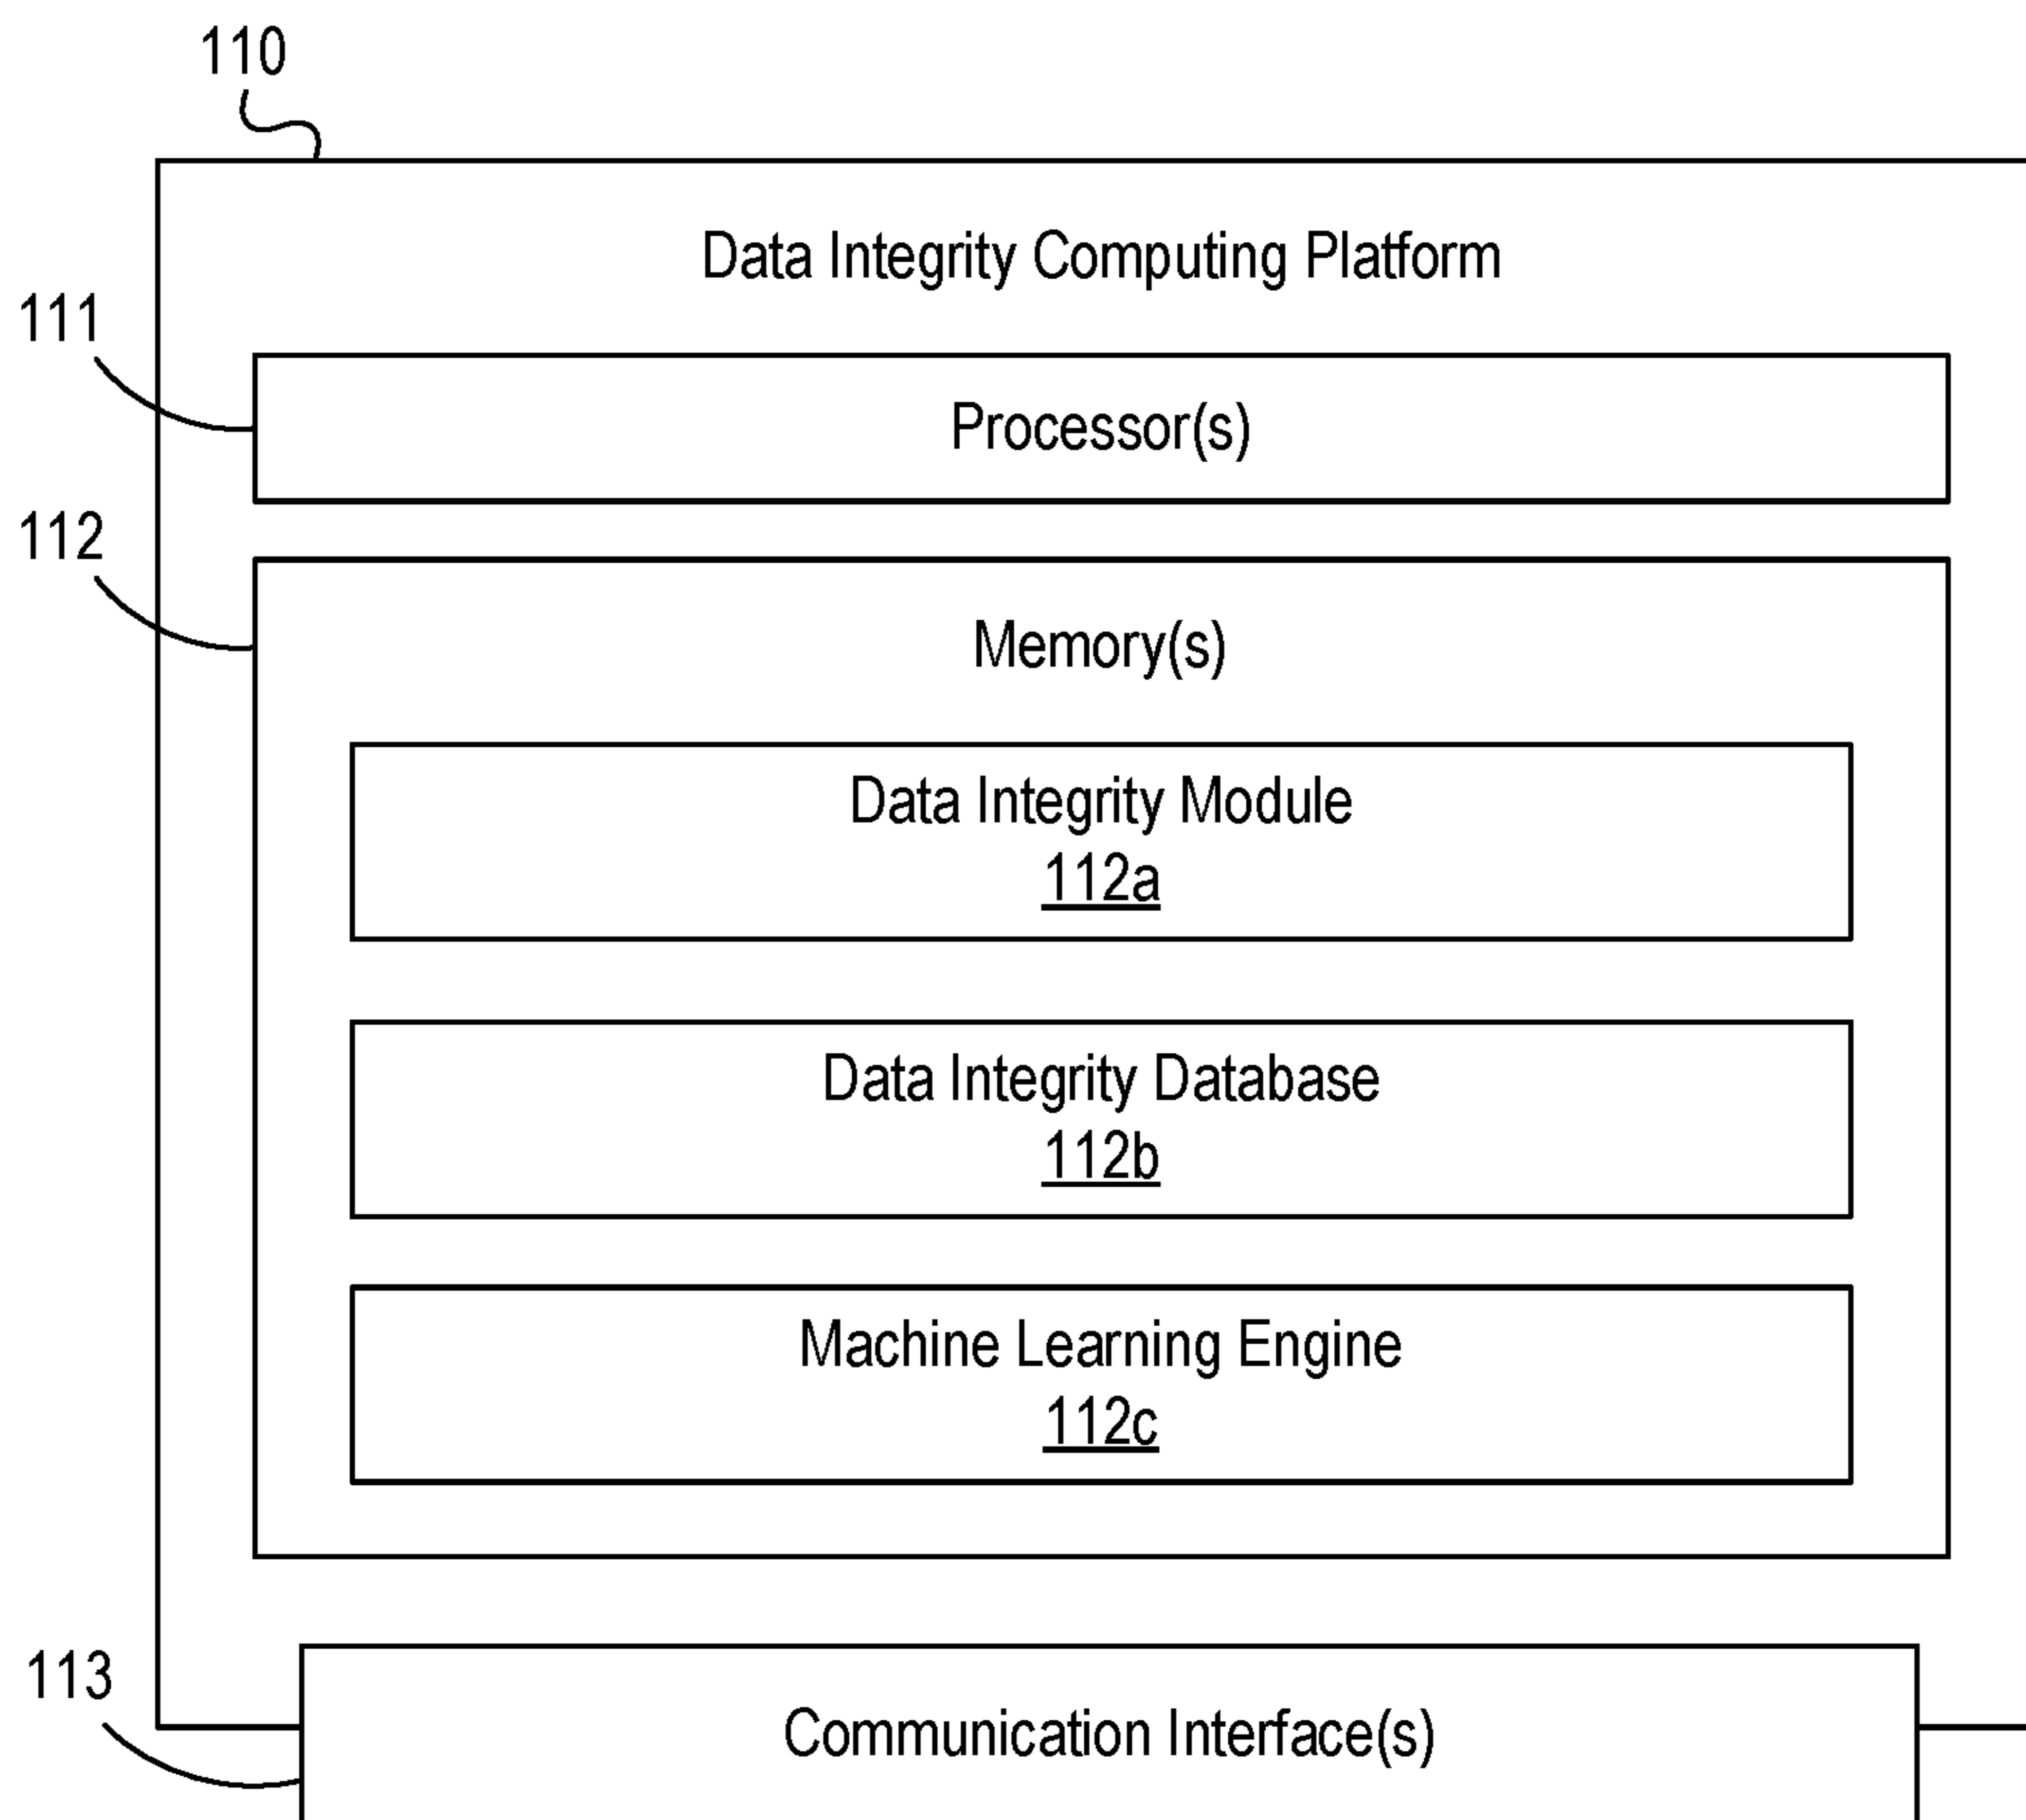 110
Data Integrity Computing Platform
111
Processor(s)
112
Memory(s)
Data Integrity Module
112a
Data Integrity Database
112b
Machine Learning Engine
112c
113
Communication Interface(s)